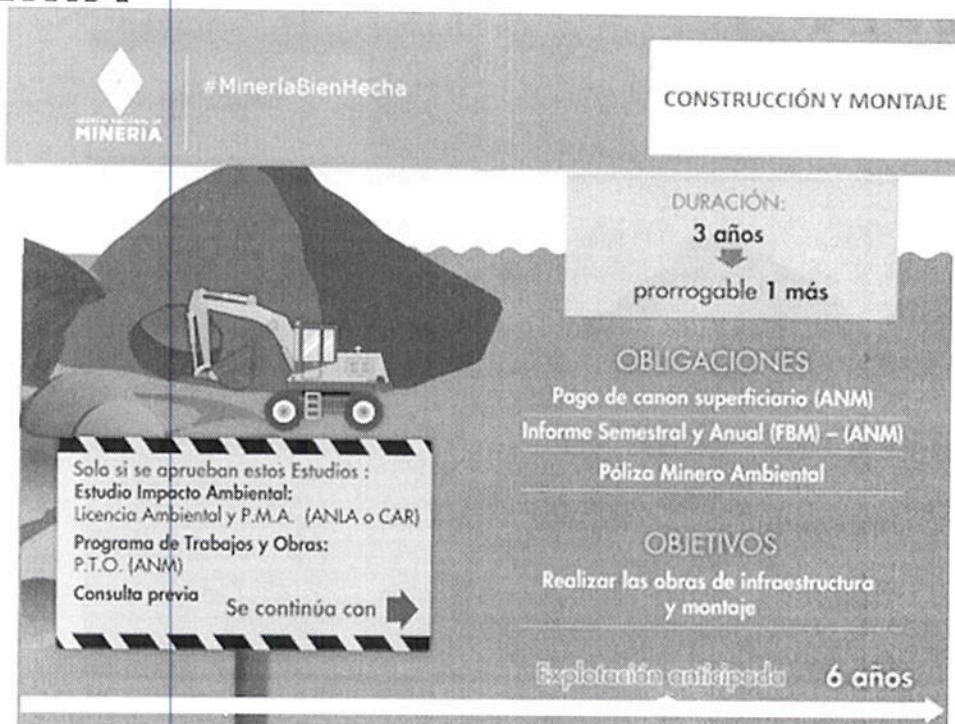 AGENCIA NACIONAL DE
MINERÍA
#MineríaBienHecha
CONSTRUCCIÓN Y MONTAJE
DURACIÓN:
3 años
prorrogable 1 más
OBLIGACIONES
Pago de canon superficiario (ANM)
Informe Semestral y Anual (FBM) – (ANM)
Póliza Minero Ambiental
OBJETIVOS
Realizar las obras de infraestructura
y montaje
Solo si se aprueban estos Estudios :
Estudio Impacto Ambiental:
Licencia Ambiental y P.M.A. (ANLA o CAR)
Programa de Trabajos y Obras:
P.T.O. (ANM)
Consulta previa
Se continúa con
Explotación anticipada 6 años